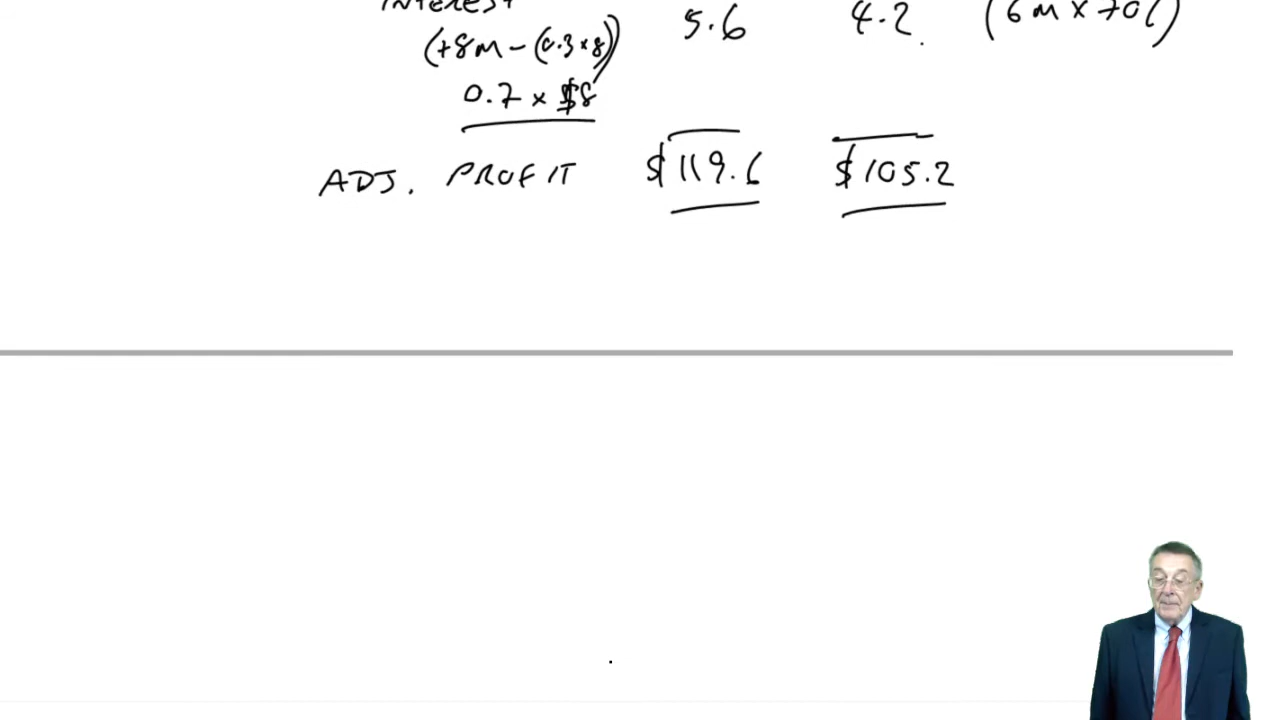 INTEREST 5.6 4.2 (6m x 70%)
(+8m - (0.3 x 8))
0.7 x $8
ADJ. PROFIT $119.6 $105.2